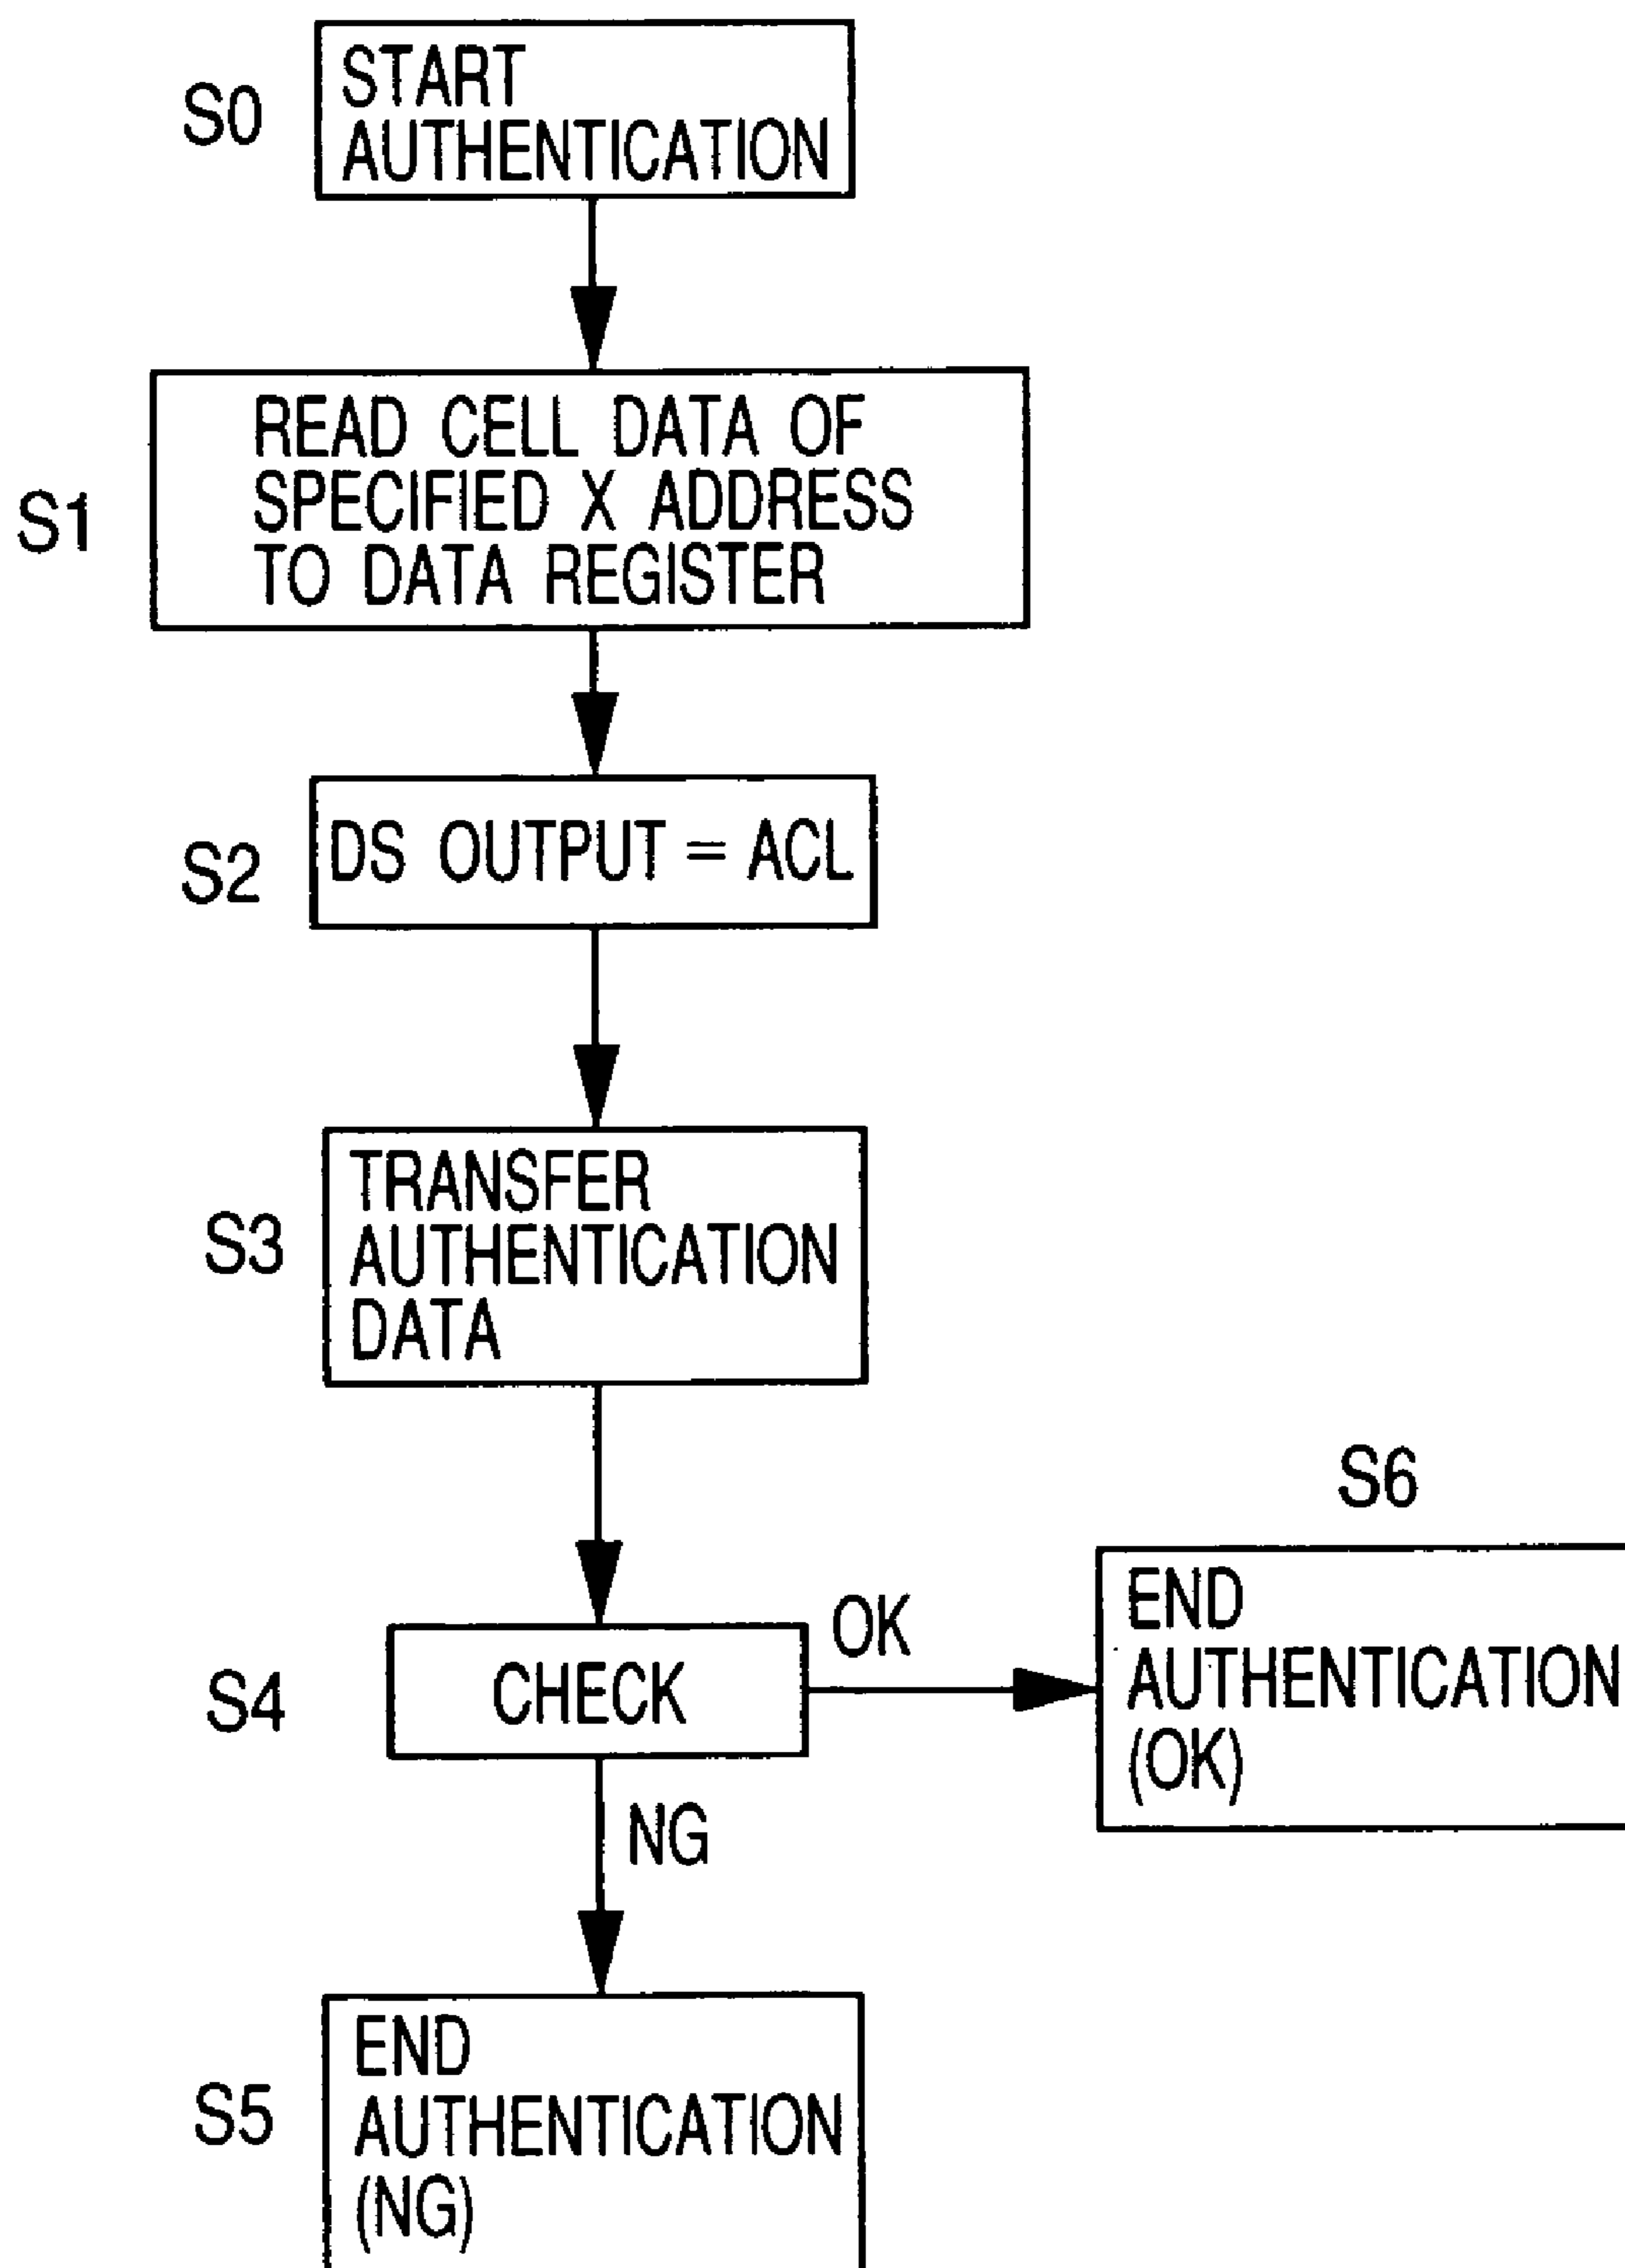 S0
START
AUTHENTICATION
S1
READ CELL DATA OF
SPECIFIED X ADDRESS
TO DATA REGISTER
S2
DS OUTPUT = ACL
S3
TRANSFER
AUTHENTICATION
DATA
S4
CHECK
OK
S6
END
AUTHENTICATION
(OK)
NG
S5
END
AUTHENTICATION
(NG)